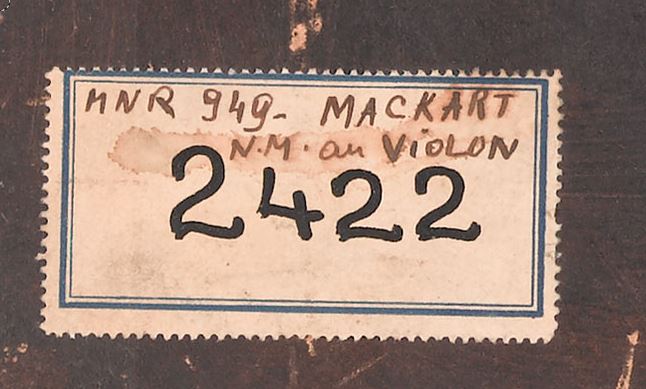 MNR 949- MACKART
N.M. au VIOLON
2422